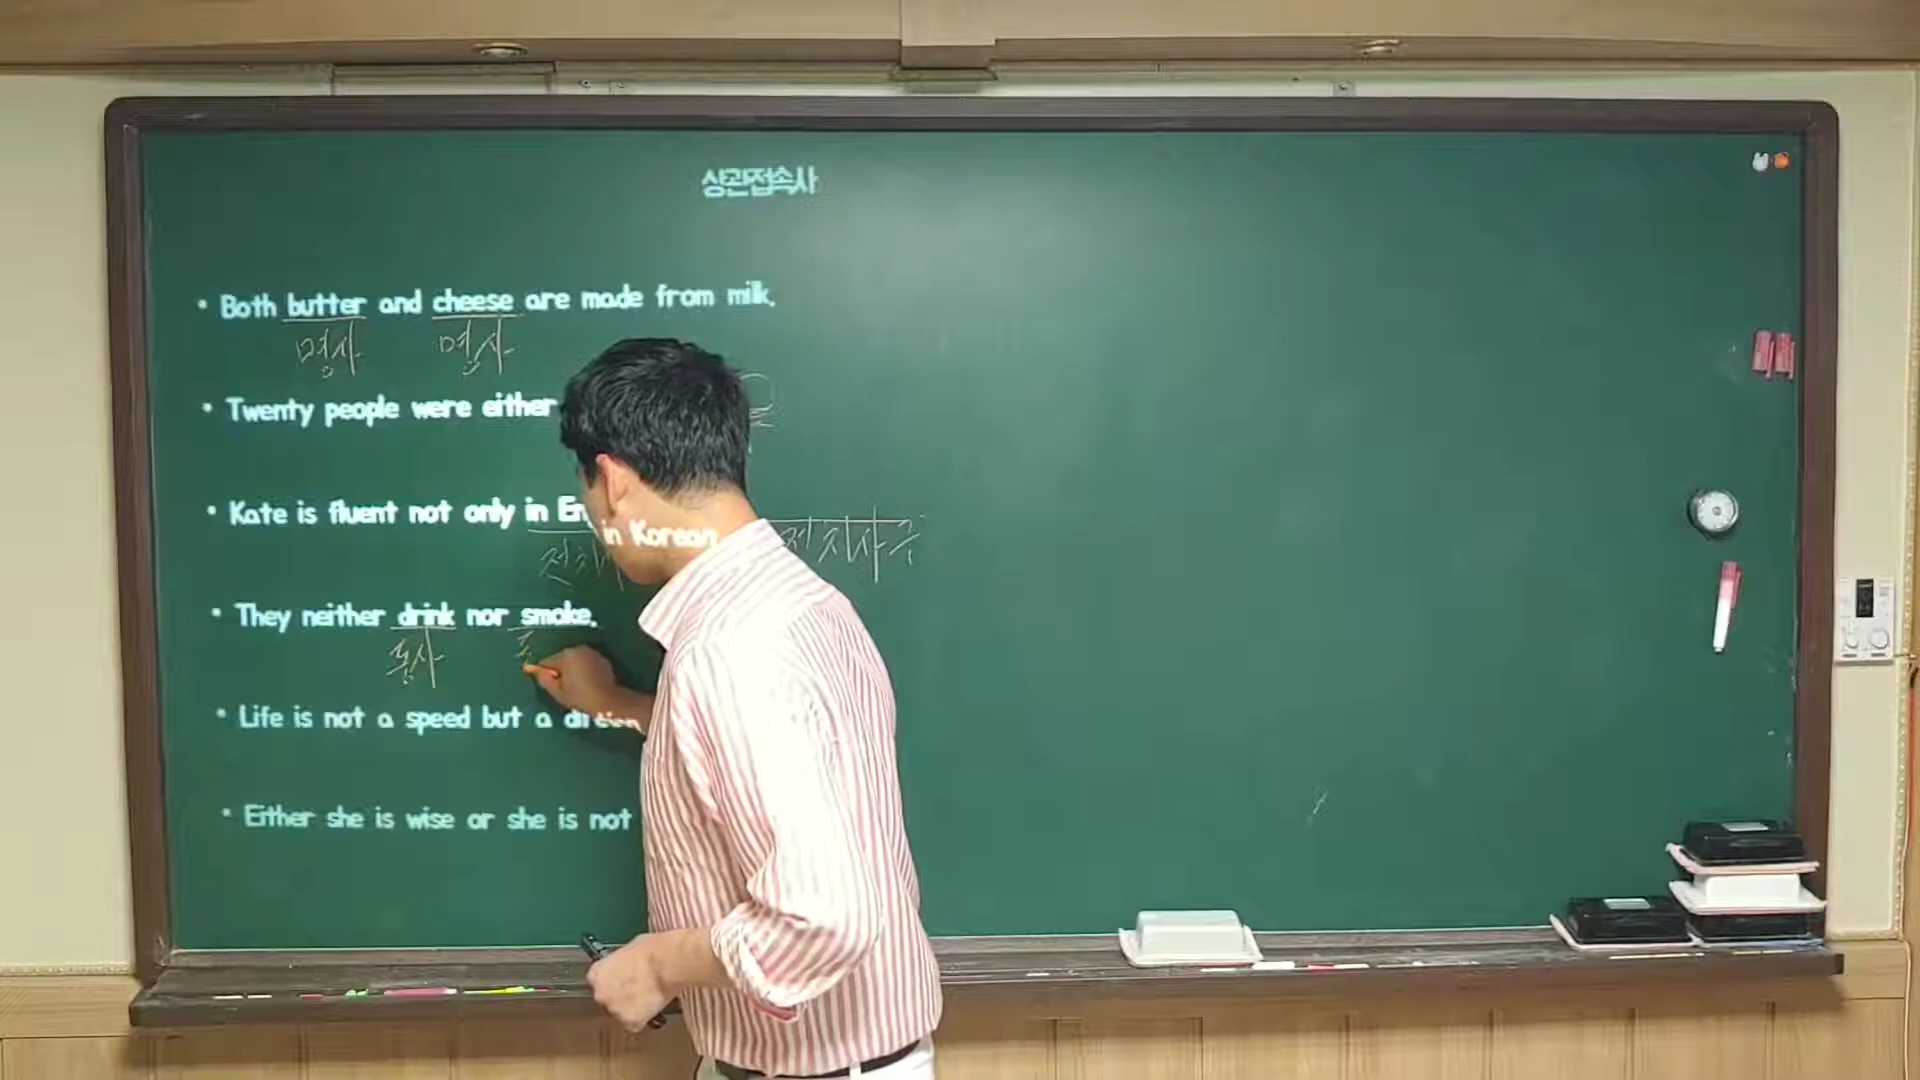 상관접속사
• Both butter and cheese are made from milk.
명사 명사
• Twenty people were either
• Kate is fluent not only in En in Korean
전치 전치사구
• They neither drink nor smoke.
동사
• Life is not a speed but a
• Either she is wise or she is not